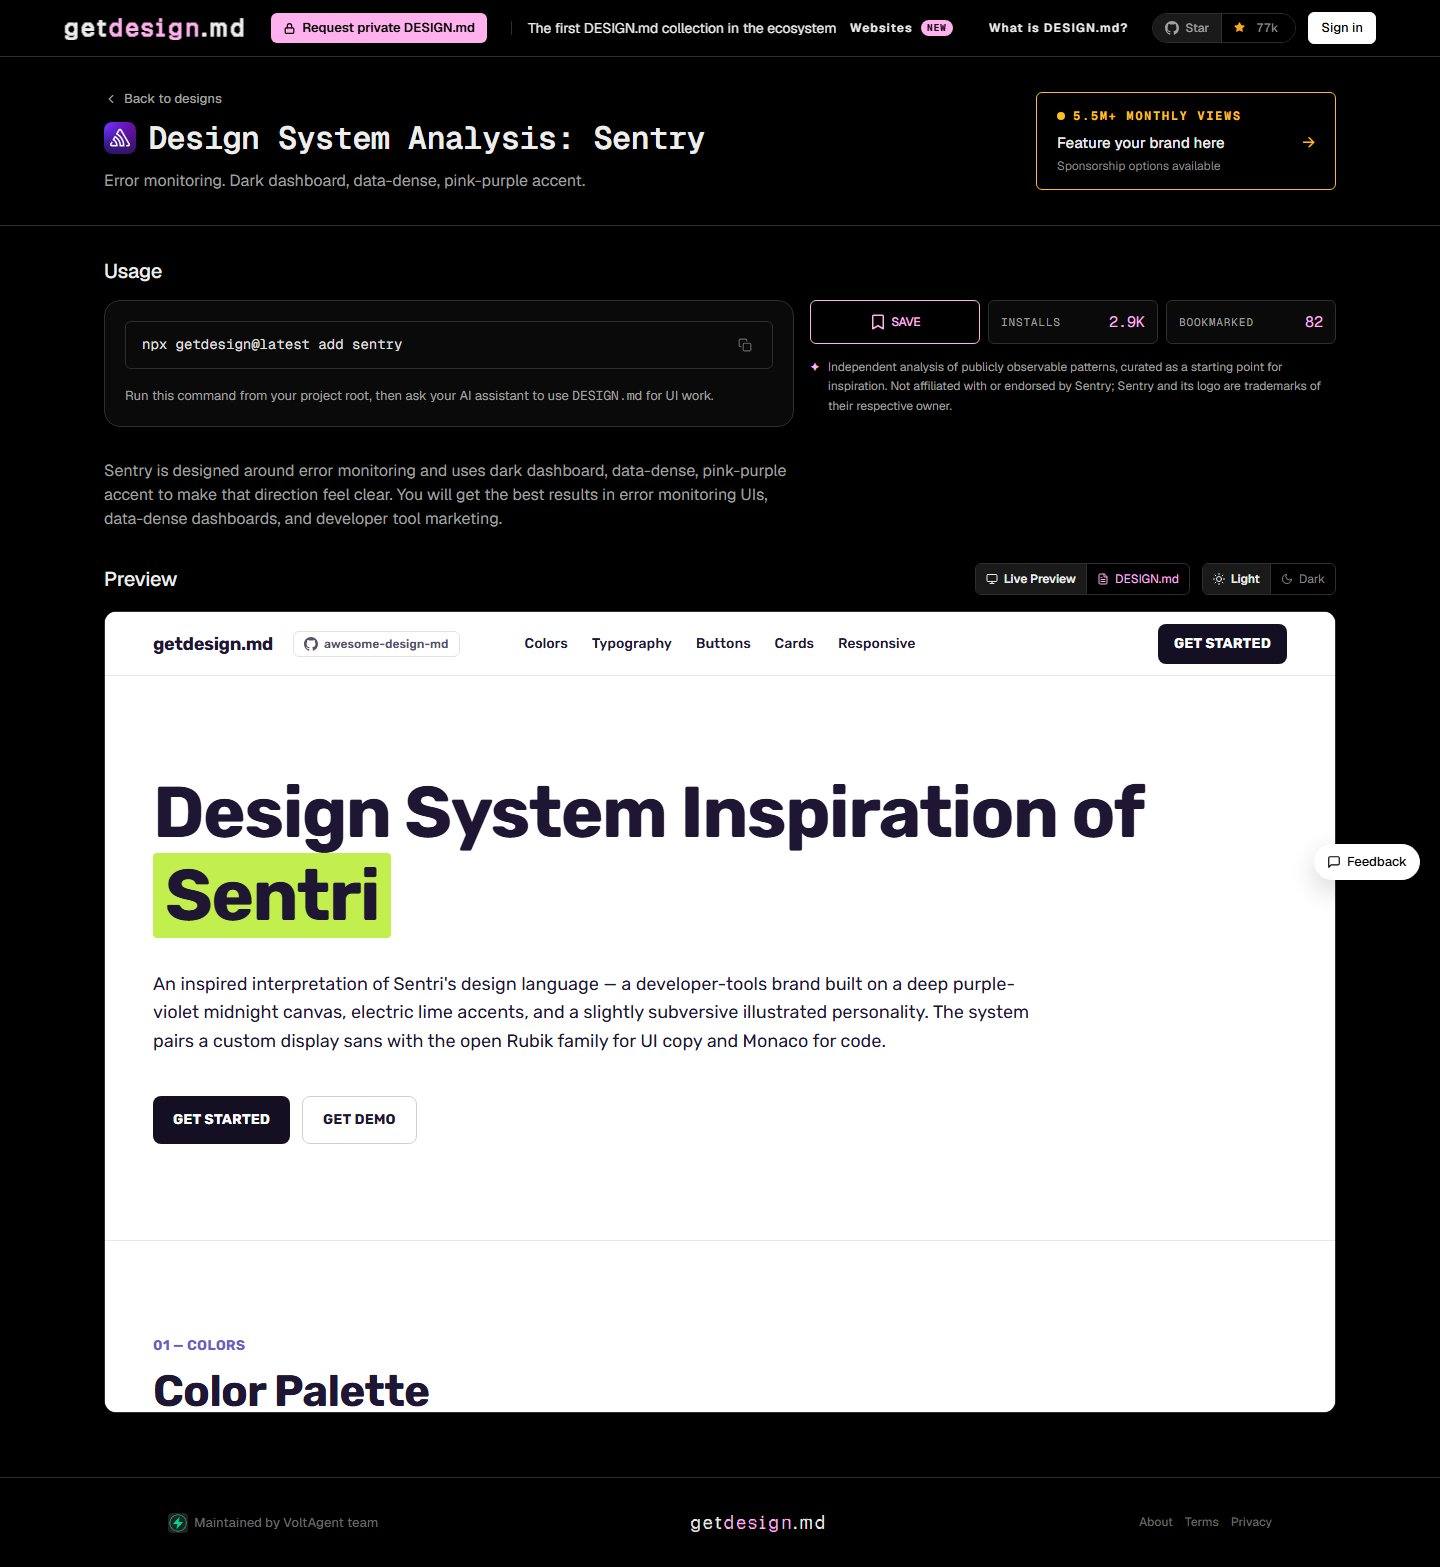 getdesign.md
Request private DESIGN.md
The first DESIGN.md collection in the ecosystem
Websites NEW
What is DESIGN.md?
Star 77k
Sign in
Back to designs
Design System Analysis: Sentry
Error monitoring. Dark dashboard, data-dense, pink-purple accent.
5.5M+ MONTHLY VIEWS
Feature your brand here
Sponsorship options available
Usage
npx getdesign@latest add sentry
Run this command from your project root, then ask your AI assistant to use DESIGN.md for UI work.
SAVE
INSTALLS 2.9K
BOOKMARKED 82
Independent analysis of publicly observable patterns, curated as a starting point for
inspiration. Not affiliated with or endorsed by Sentry; Sentry and its logo are trademarks of
their respective owner.
Sentry is designed around error monitoring and uses dark dashboard, data-dense, pink-purple
accent to make that direction feel clear. You will get the best results in error monitoring UIs,
data-dense dashboards, and developer tool marketing.
Preview
Live Preview DESIGN.md
Light Dark
getdesign.md
awesome-design-md
Colors Typography Buttons Cards Responsive
GET STARTED
Design System Inspiration of
Sentri
Feedback
An inspired interpretation of Sentri's design language — a developer-tools brand built on a deep purple-
violet midnight canvas, electric lime accents, and a slightly subversive illustrated personality. The system
pairs a custom display sans with the open Rubik family for UI copy and Monaco for code.
GET STARTED GET DEMO
01 — COLORS
Color Palette
Maintained by VoltAgent team
getdesign.md
About Terms Privacy